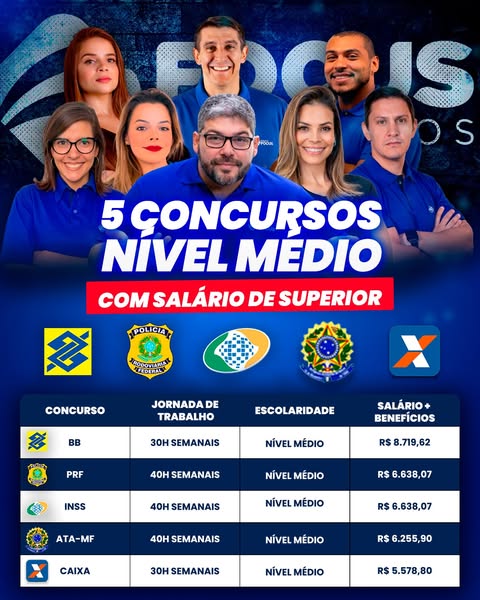 FOCUS
OS
FOCUS
5 CONCURSOS
NÍVEL MÉDIO
COM SALÁRIO DE SUPERIOR
POLÍCIA
RODOVIÁRIA
FEDERAL
CONCURSO JORNADA DE TRABALHO ESCOLARIDADE SALÁRIO + BENEFÍCIOS
BB 30H SEMANAIS NÍVEL MÉDIO R$ 8.719,62
PRF 40H SEMANAIS NÍVEL MÉDIO R$ 6.638,07
INSS 40H SEMANAIS NÍVEL MÉDIO R$ 6.638,07
ATA-MF 40H SEMANAIS NÍVEL MÉDIO R$ 6.255,90
CAIXA 30H SEMANAIS NÍVEL MÉDIO R$ 5.578,80